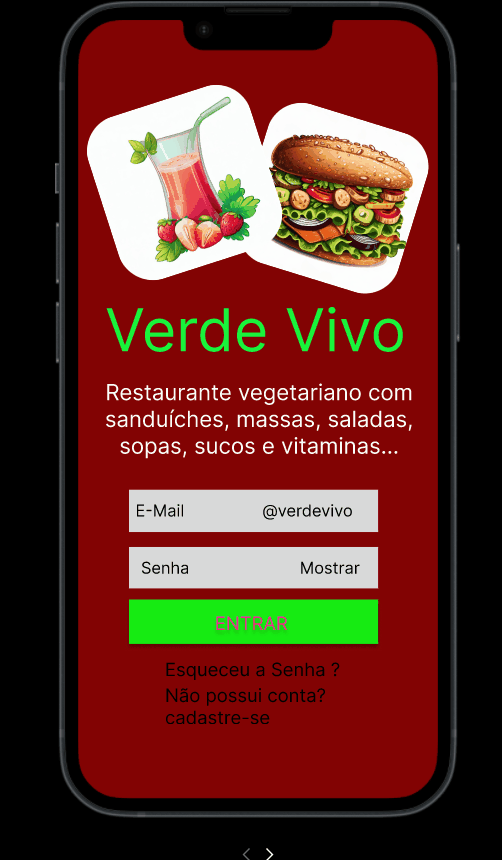 Verde Vivo
Restaurante vegetariano com
sanduíches, massas, saladas,
sopas, sucos e vitaminas...
E-Mail @verdevivo
Senha Mostrar
ENTRAR
Esqueceu a Senha ?
Não possui conta?
cadastre-se